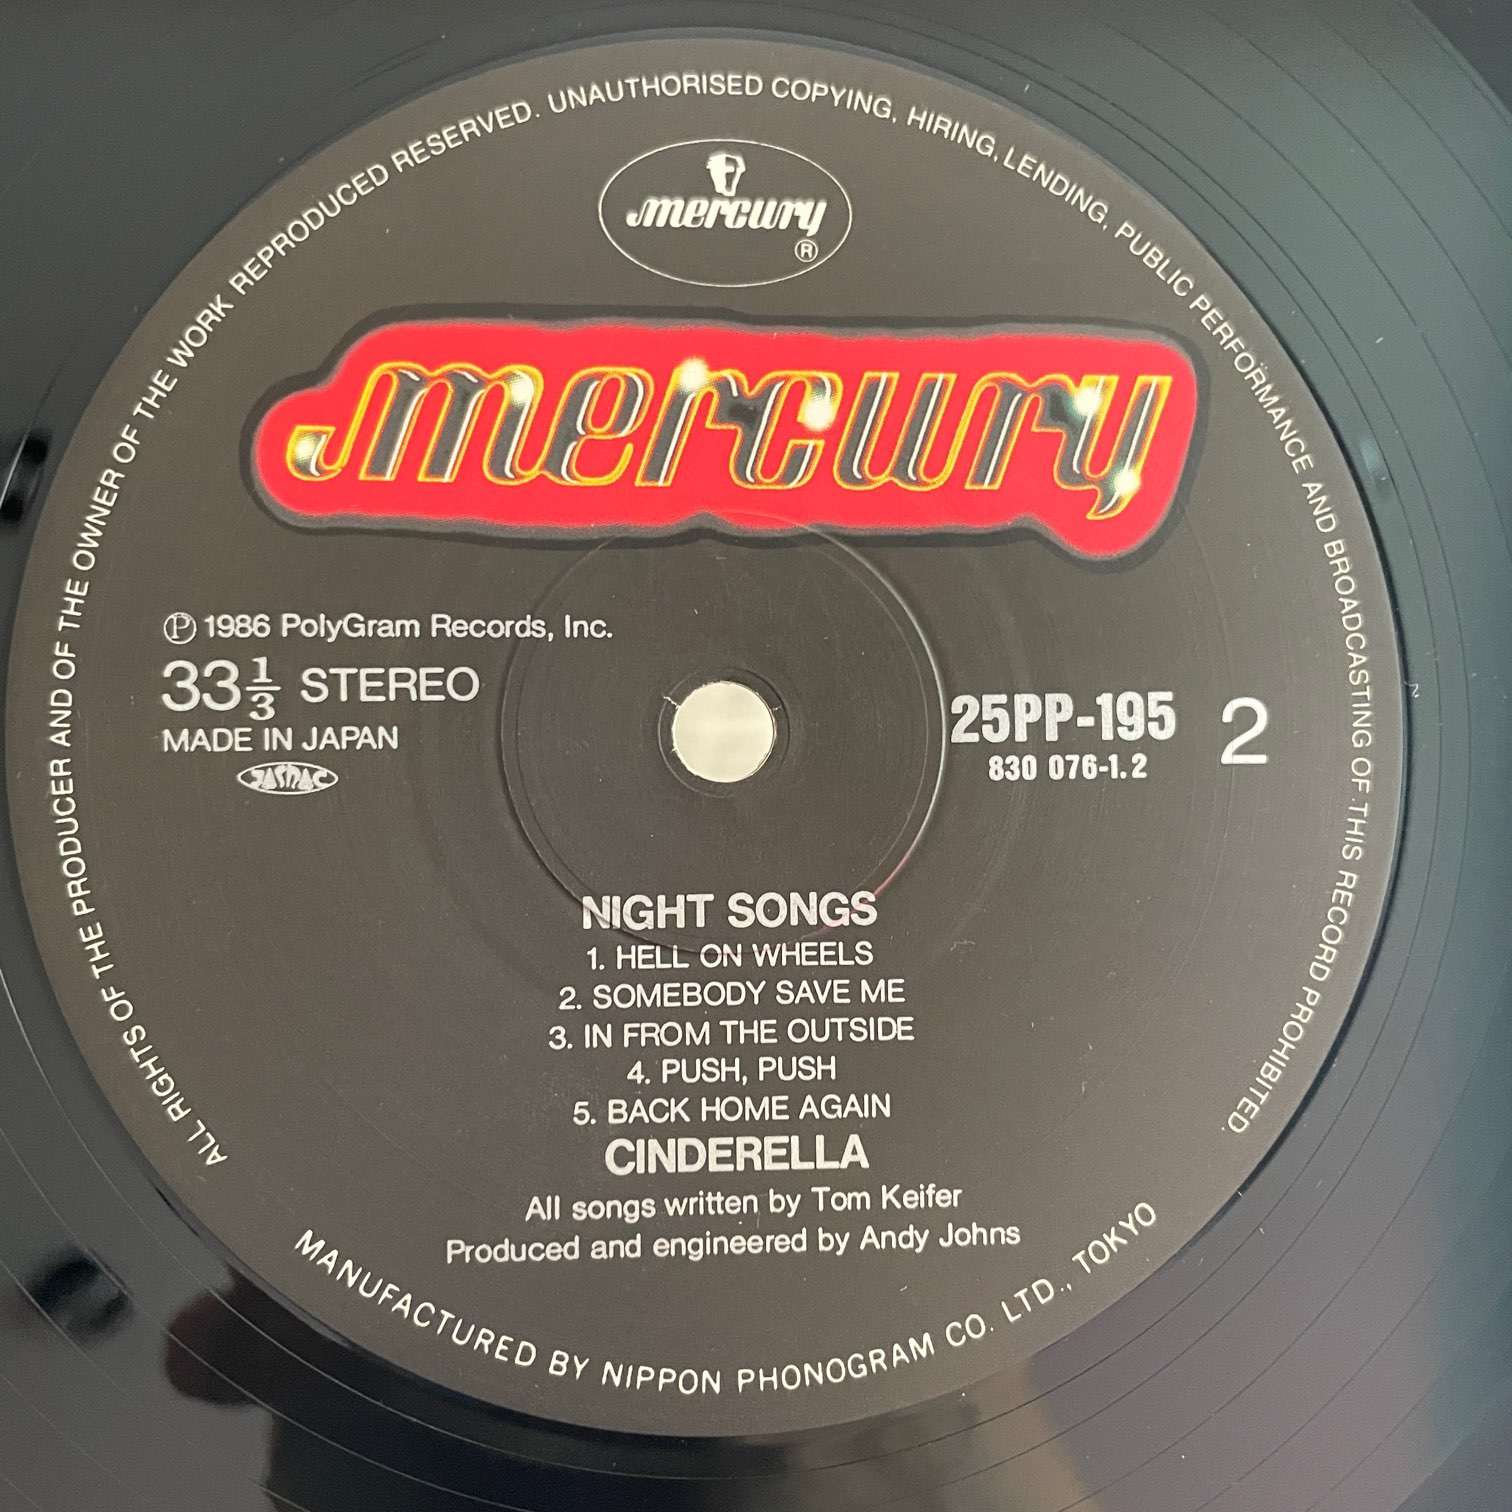 ALL RIGHTS OF THE PRODUCER AND OF THE OWNER OF THE WORK REPRODUCED RESERVED. UNAUTHORISED COPYING, HIRING, LENDING, PUBLIC PERFORMANCE AND BROADCASTING OF THIS RECORD PROHIBITED.
mercury
®
mercury
℗ 1986 PolyGram Records, Inc.
33 1/3 STEREO
MADE IN JAPAN
JASRAC
25PP-195 2
830 076-1.2
NIGHT SONGS
1. HELL ON WHEELS
2. SOMEBODY SAVE ME
3. IN FROM THE OUTSIDE
4. PUSH, PUSH
5. BACK HOME AGAIN
CINDERELLA
All songs written by Tom Keifer
Produced and engineered by Andy Johns
MANUFACTURED BY NIPPON PHONOGRAM CO. LTD., TOKYO